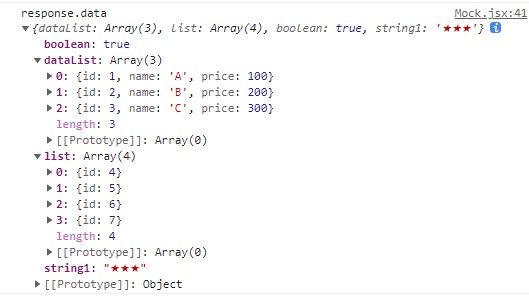 response.data Mock.jsx:41
▼{dataList: Array(3), list: Array(4), boolean: true, string1: '★★★'} i
boolean: true
▼dataList: Array(3)
▶0: {id: 1, name: 'A', price: 100}
▶1: {id: 2, name: 'B', price: 200}
▶2: {id: 3, name: 'C', price: 300}
length: 3
▶[[Prototype]]: Array(0)
▼list: Array(4)
▶0: {id: 4}
▶1: {id: 5}
▶2: {id: 6}
▶3: {id: 7}
length: 4
▶[[Prototype]]: Array(0)
string1: "★★★"
▶[[Prototype]]: Object